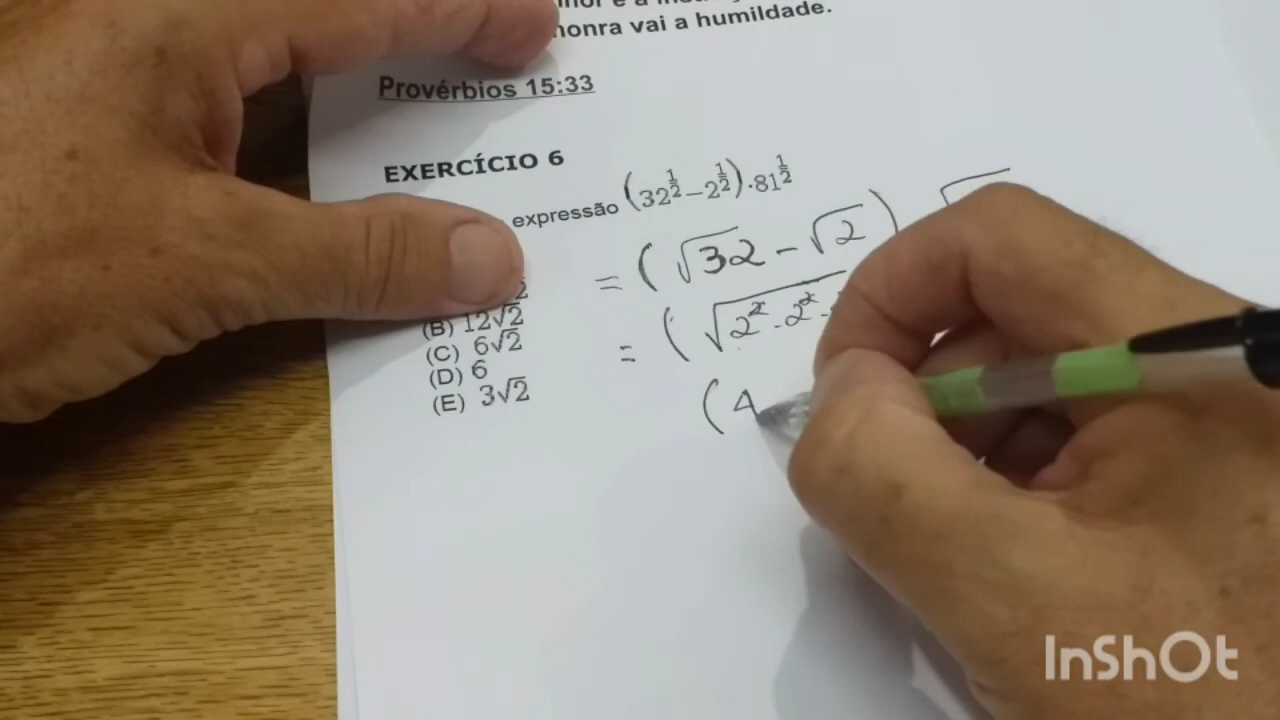 honra vai a humildade.
Provérbios 15:33
EXERCÍCIO 6
expressão (32^{1/2} – 2^{1/2}) · 81^{1/2}
= ( √32 – √2 )
= ( √2² · 2² ·
( 4
(B) 12√2
(C) 6√2
(D) 6
(E) 3√2
InShOt